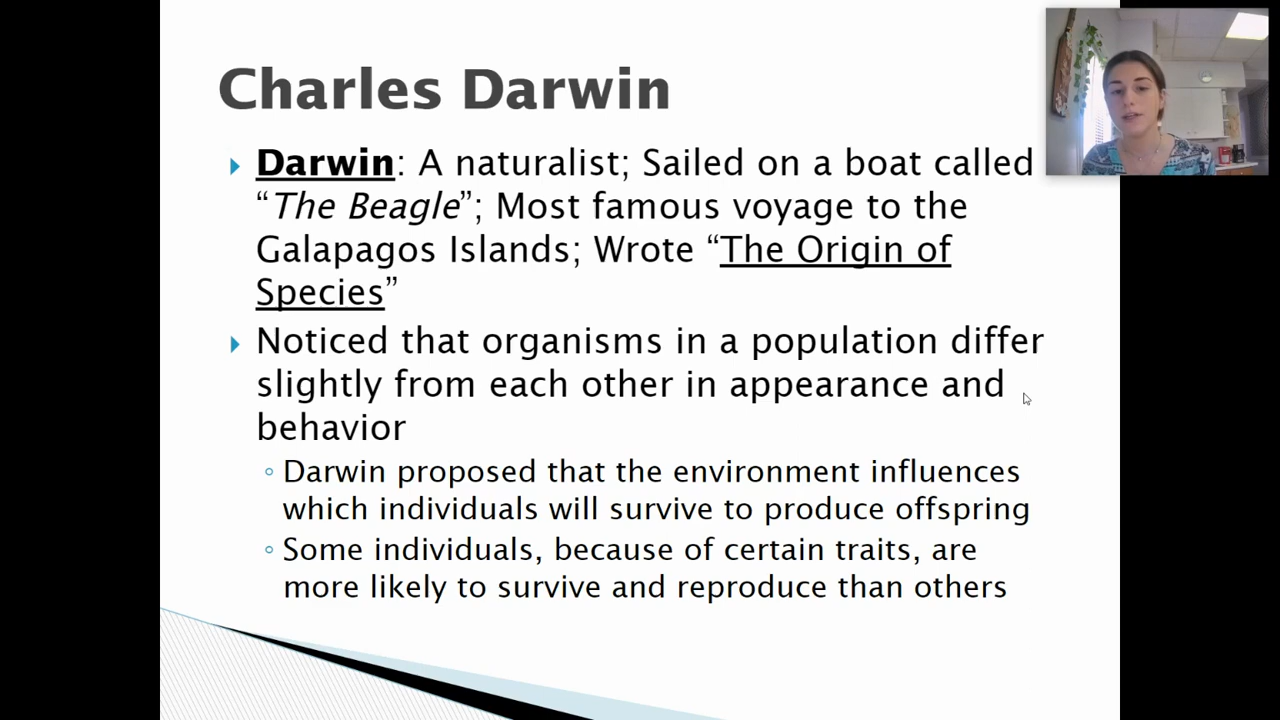 Charles Darwin
Darwin: A naturalist; Sailed on a boat called
“The Beagle”; Most famous voyage to the
Galapagos Islands; Wrote “The Origin of
Species”
Noticed that organisms in a population differ
slightly from each other in appearance and
behavior
Darwin proposed that the environment influences
which individuals will survive to produce offspring
Some individuals, because of certain traits, are
more likely to survive and reproduce than others